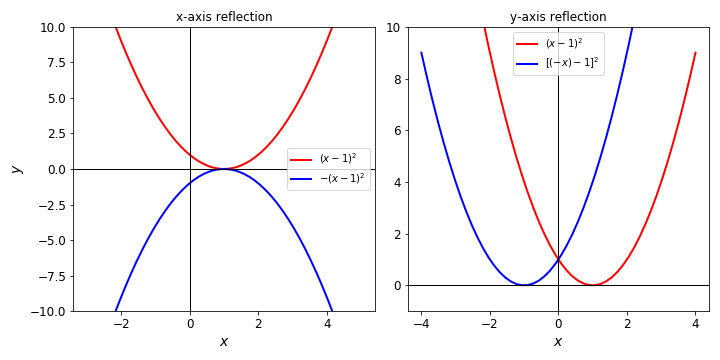 x-axis reflection
10.0
7.5
5.0
2.5
0.0
−2.5
−5.0
−7.5
−10.0
y
(x − 1)²
−(x − 1)²
−2
0
2
4
x
y-axis reflection
10
8
6
4
2
0
(x − 1)²
[(−x) − 1]²
−4
−2
0
2
4
x